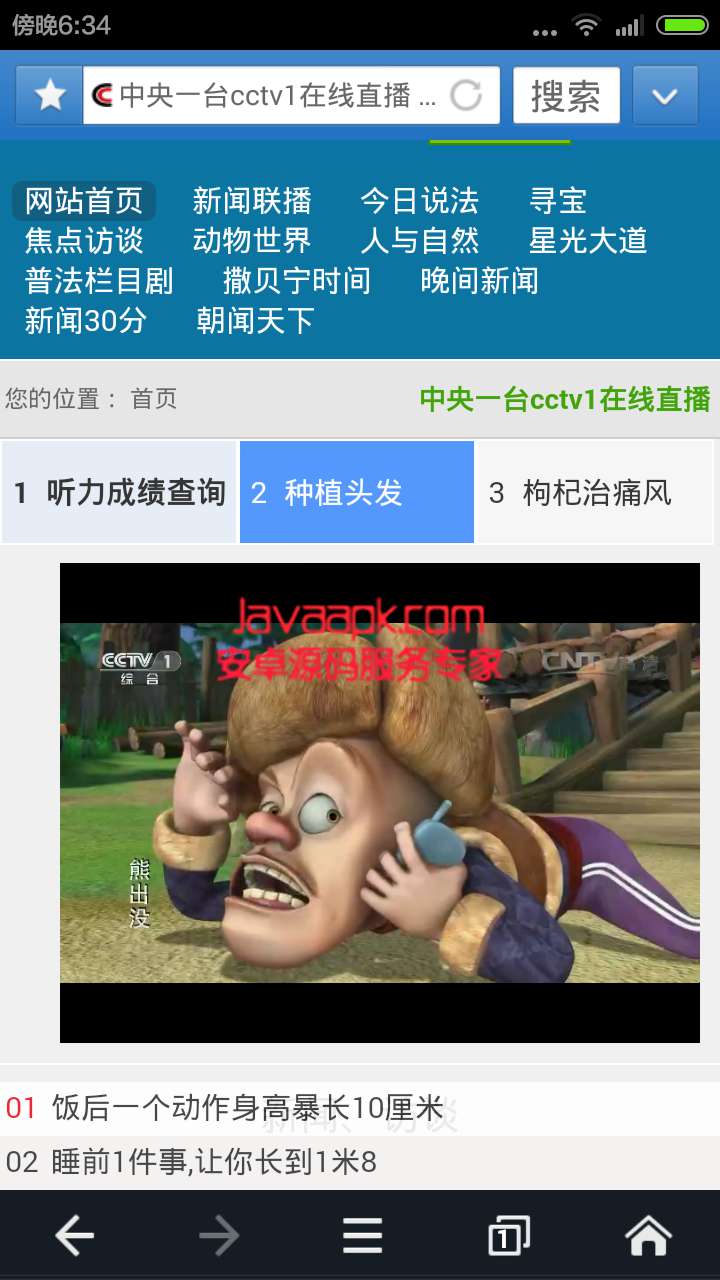 傍晚6:34
中央一台cctv1在线直播 ... 搜索
网站首页 新闻联播 今日说法 寻宝
焦点访谈 动物世界 人与自然 星光大道
普法栏目剧 撒贝宁时间 晚间新闻
新闻30分 朝闻天下
您的位置： 首页 中央一台cctv1在线直播
1 听力成绩查询 2 种植头发 3 枸杞治痛风
Javaapk.com
安卓源码服务专家
CCTV 1 CNT
综合
熊出没
01 饭后一个动作身高暴长10厘米
新闻、访谈
02 睡前1件事,让你长到1米8
1